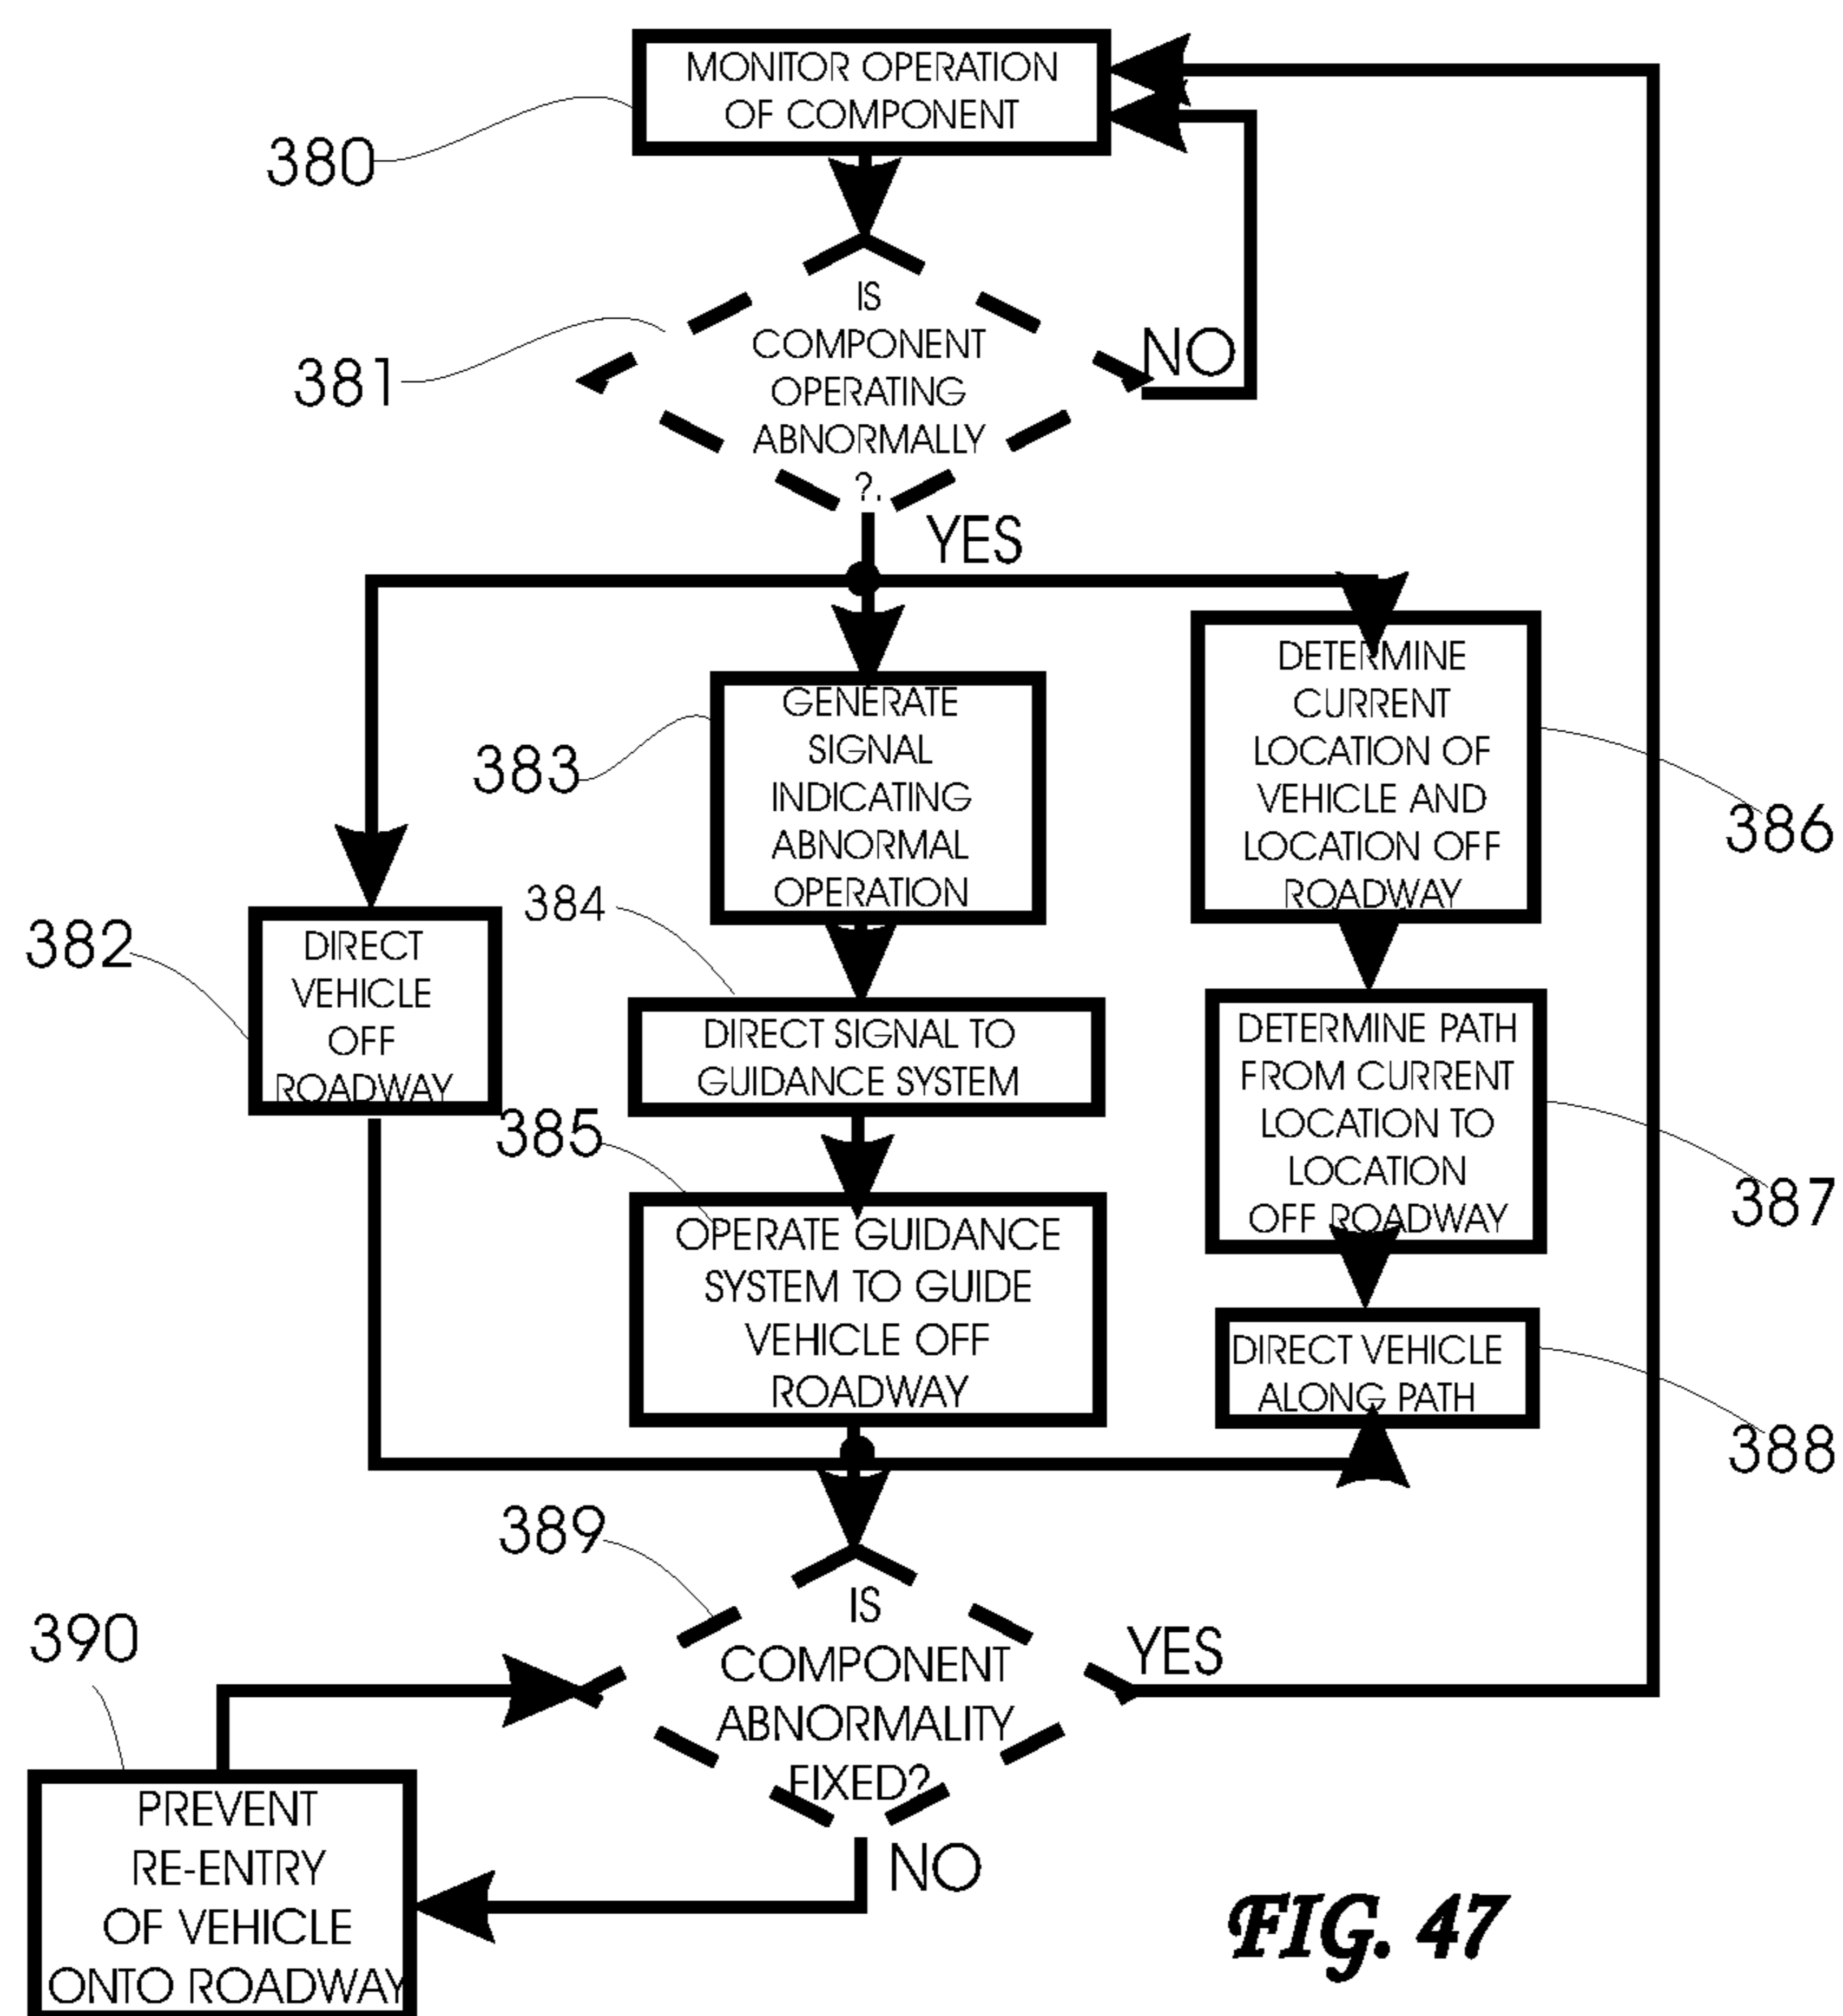 MONITOR OPERATION
OF COMPONENT
380
IS
COMPONENT
OPERATING
ABNORMALLY
?.
NO
381
YES
GENERATE
SIGNAL
INDICATING
ABNORMAL
OPERATION
383
DETERMINE
CURRENT
LOCATION OF
VEHICLE AND
LOCATION OFF
ROADWAY
386
384
382
DIRECT
VEHICLE
OFF
ROADWAY
DIRECT SIGNAL TO
GUIDANCE SYSTEM
DETERMINE PATH
FROM CURRENT
LOCATION TO
LOCATION
OFF ROADWAY
387
385
OPERATE GUIDANCE
SYSTEM TO GUIDE
VEHICLE OFF
ROADWAY
DIRECT VEHICLE
ALONG PATH
388
389
IS
COMPONENT
ABNORMALITY
FIXED?
YES
390
NO
PREVENT
RE-ENTRY
OF VEHICLE
ONTO ROADWAY
FIG. 47